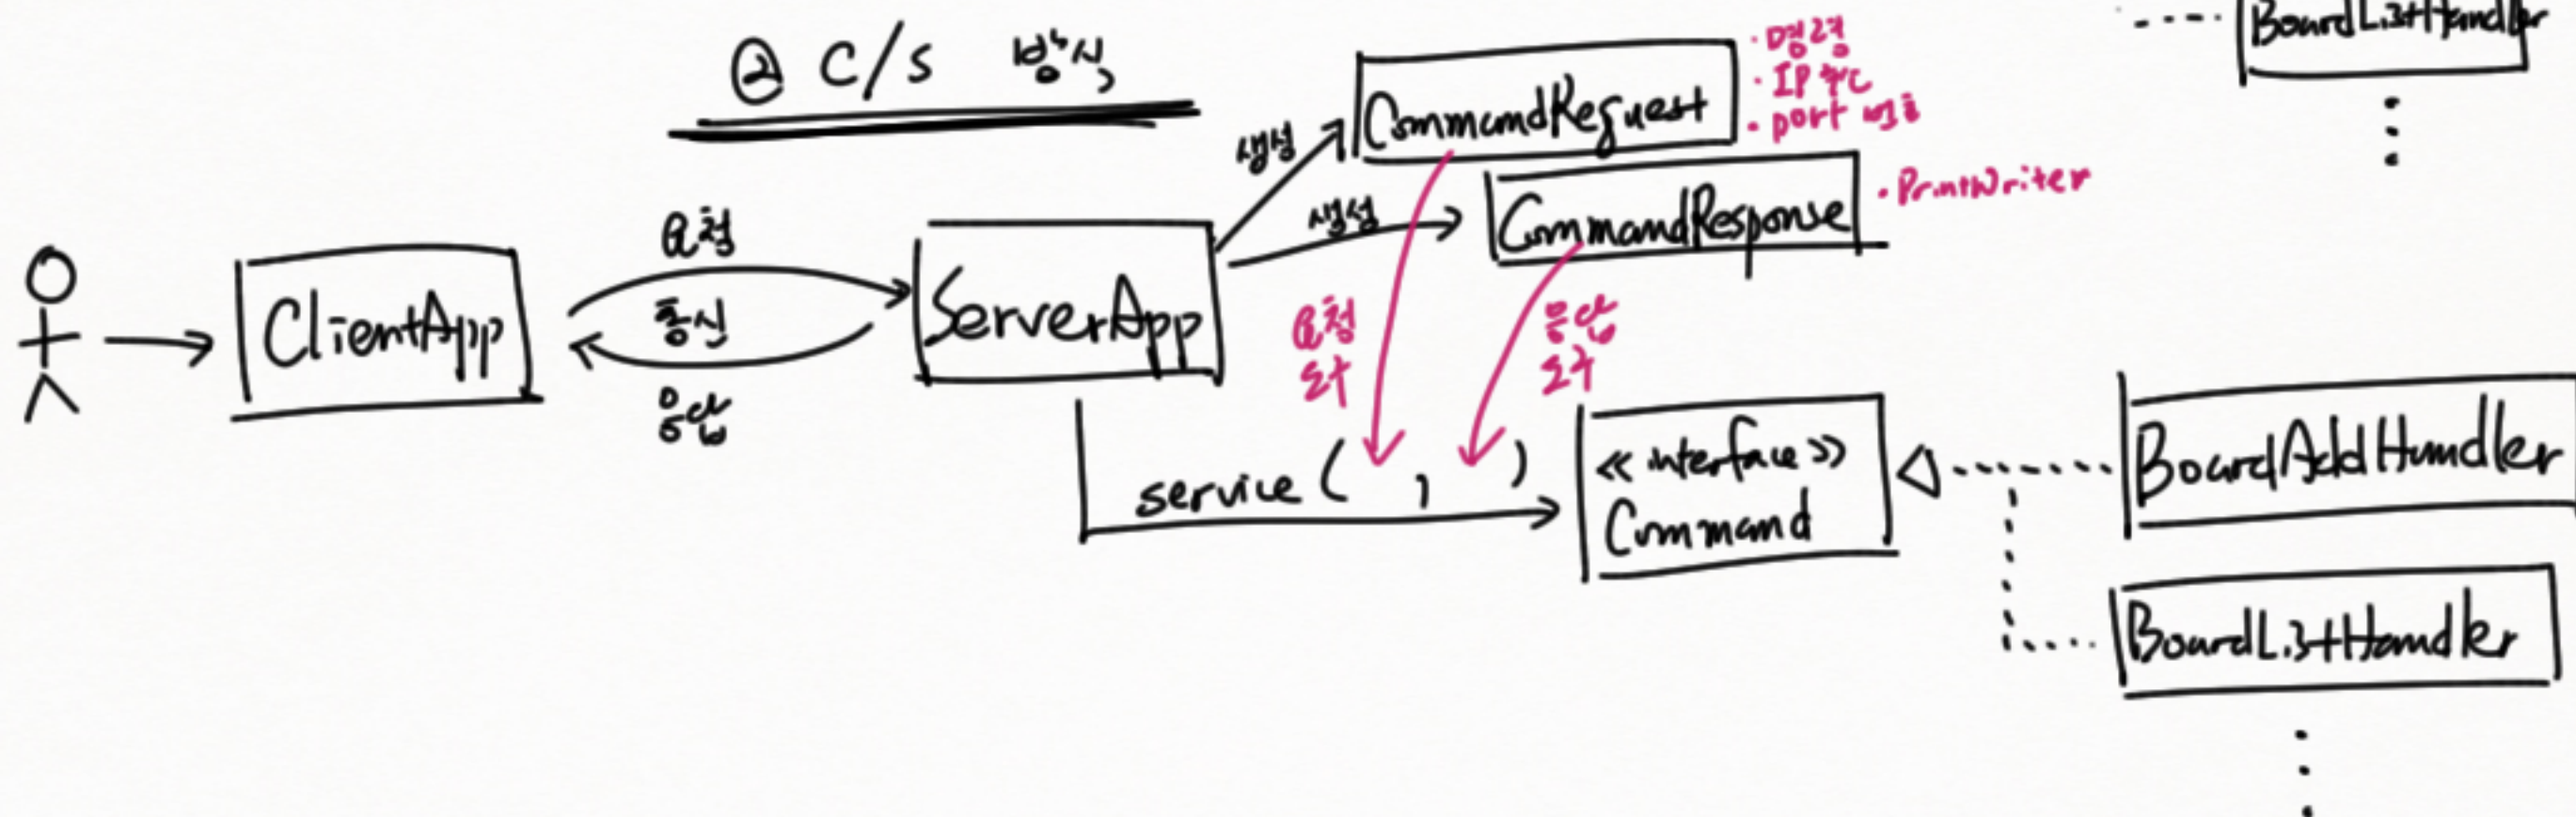 ② C/S 방식
BoardListHandler
CommandRequest
· 명령
· IP 주소
· port 번호
생성
생성
CommandResponse
· PrintWriter
요청
통신
응답
ClientApp
ServerApp
요청
도구
응답
도구
service ( , )
<< interface >>
Command
BoardAddHandler
BoardListHandler